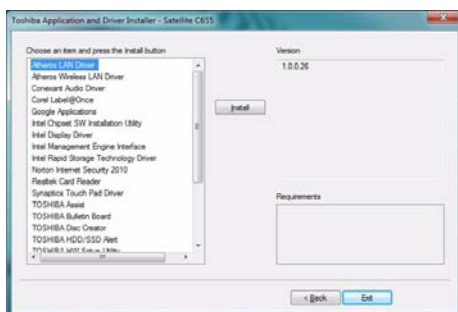 Toshiba Application and Driver Installer - Satellite C655
Choose an item and press the Install button
Atheros LAN Driver
Atheros Wireless LAN Driver
Conexant Audio Driver
Corel Label@Once
Google Applications
Intel Chipset SW Installation Utility
Intel Display Driver
Intel Management Engine Interface
Intel Rapid Storage Technology Driver
Norton Internet Security 2010
Realtek Card Reader
Synaptics Touch Pad Driver
TOSHIBA Assist
TOSHIBA Bulletin Board
TOSHIBA Disc Creator
TOSHIBA HDD/SSD Alert
TOSHIBA HW Setup Utility
Install
Version
1.0.0.26
Requirements
< Back
Exit